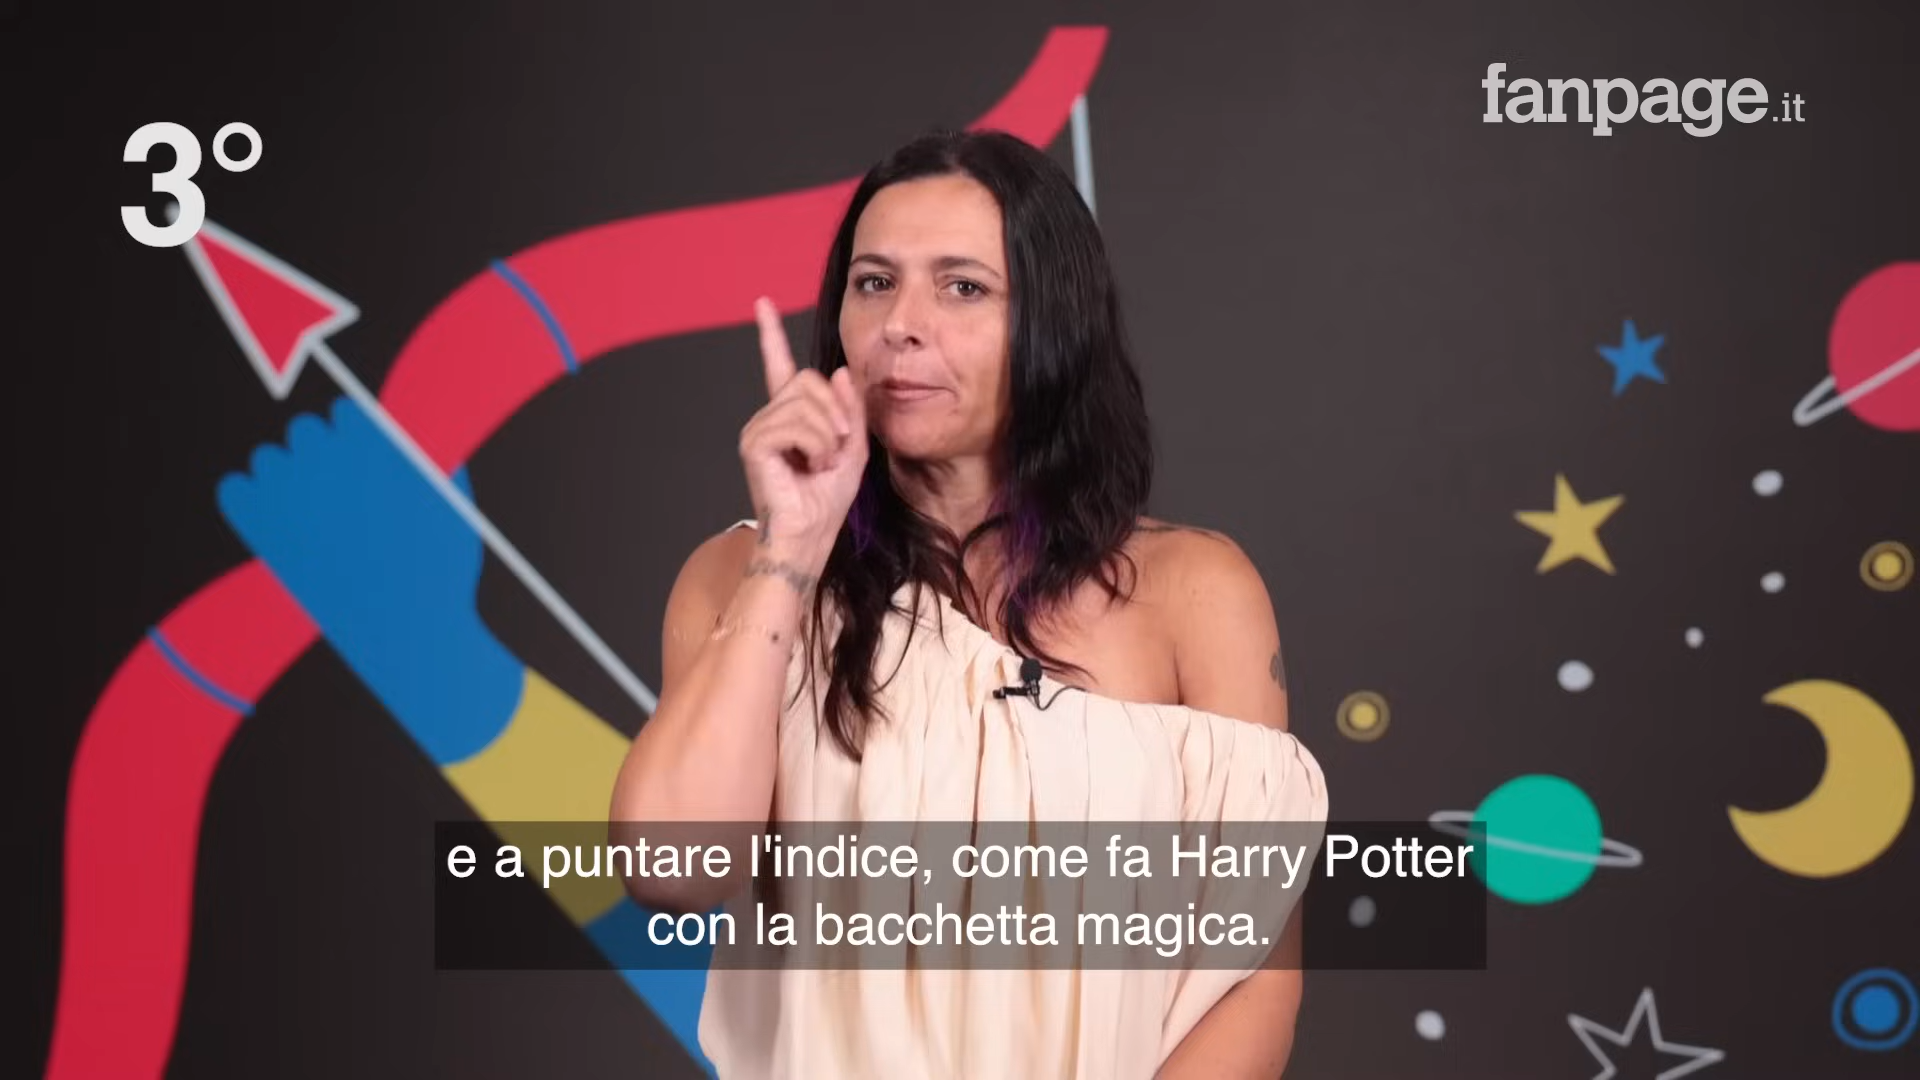 fanpage.it
3°
e a puntare l'indice, come fa Harry Potter
con la bacchetta magica.